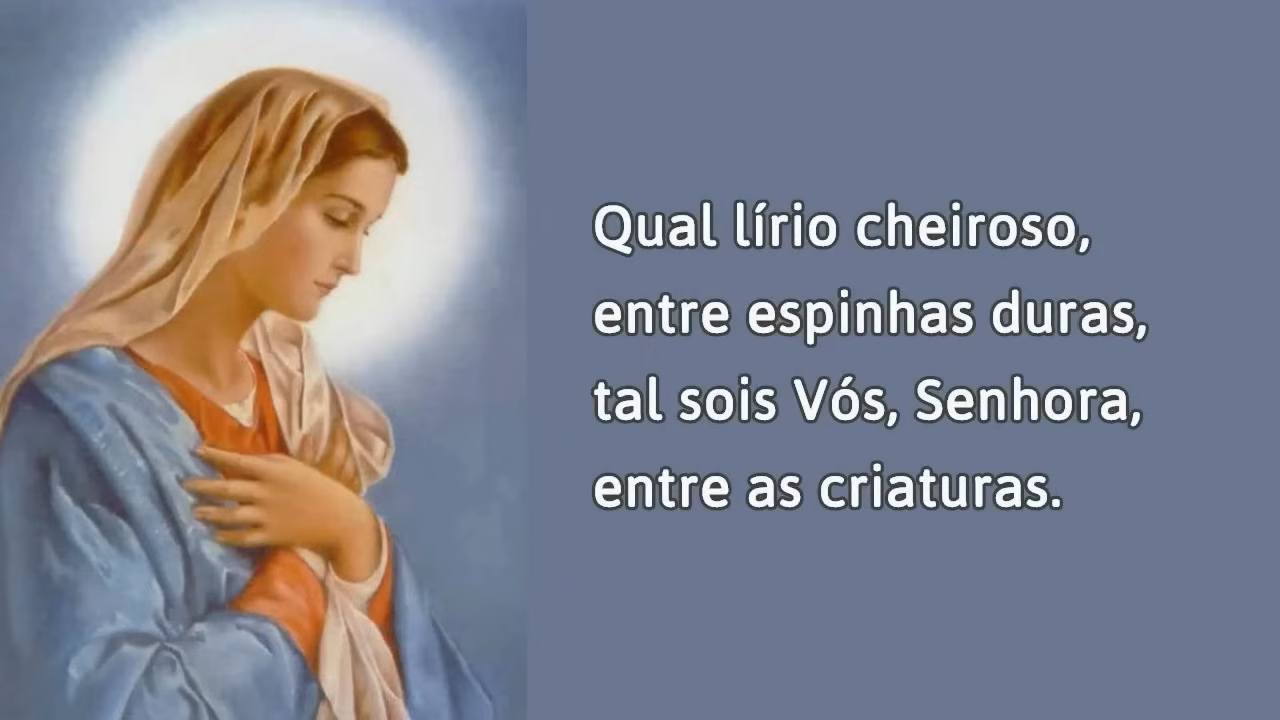 Qual lírio cheiroso,
entre espinhas duras,
tal sois Vós, Senhora,
entre as criaturas.